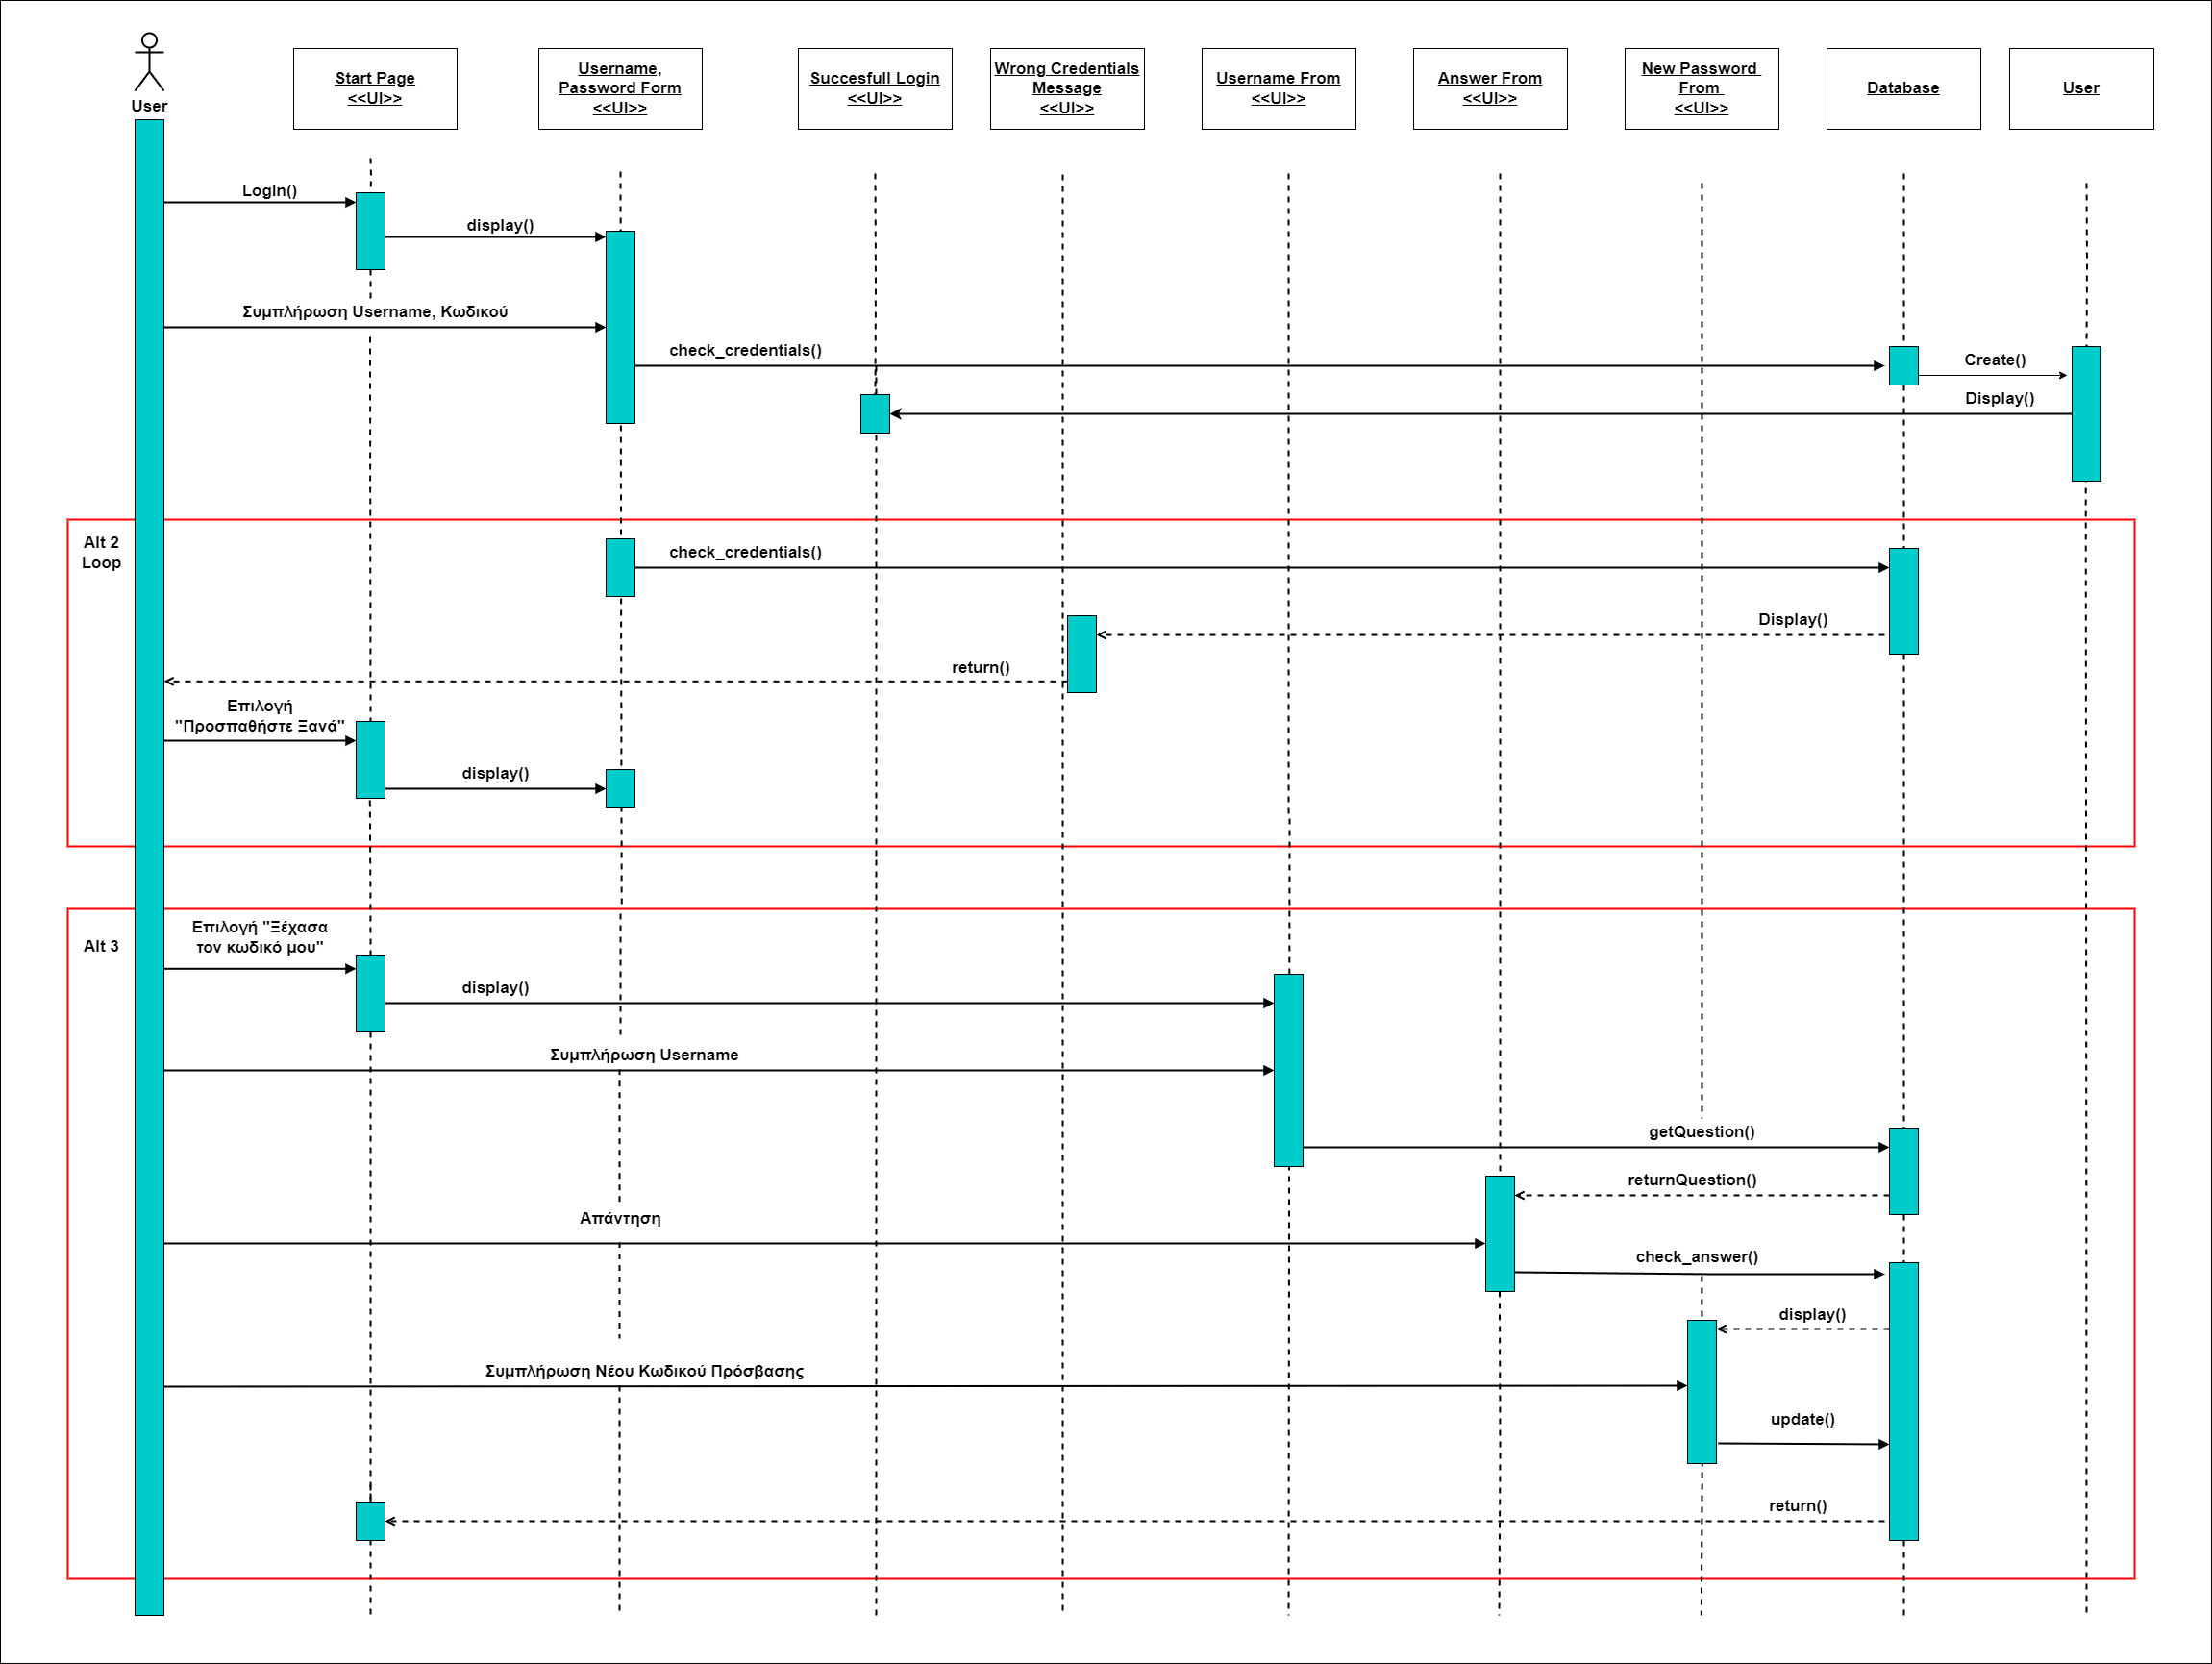 User
Start Page
<<UI>>
Username,
Password Form
<<UI>>
Succesfull Login
<<UI>>
Wrong Credentials
Message
<<UI>>
Username From
<<UI>>
Answer From
<<UI>>
New Password
From
<<UI>>
Database
User
LogIn()
display()
Συμπλήρωση Username, Κωδικού
check_credentials()
Create()
Display()
Alt 2
Loop
check_credentials()
Display()
return()
Επιλογή
"Προσπαθήστε Ξανά"
display()
Alt 3
Επιλογή "Ξέχασα
τον κωδικό μου"
display()
Συμπλήρωση Username
getQuestion()
returnQuestion()
Απάντηση
check_answer()
display()
Συμπλήρωση Νέου Κωδικού Πρόσβασης
update()
return()